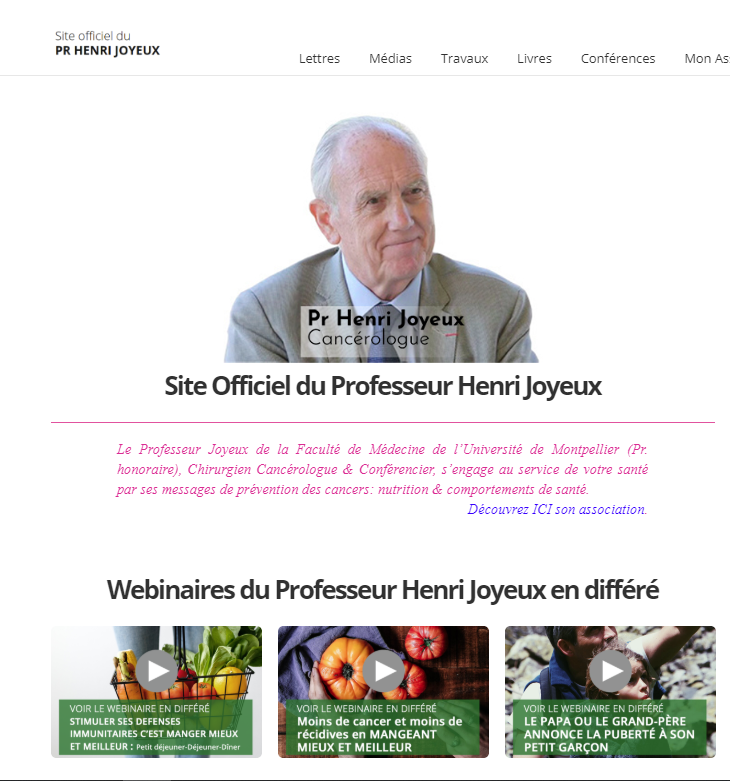 Site officiel du
PR HENRI JOYEUX
Lettres Médias Travaux Livres Conférences Mon Ass
Pr Henri Joyeux
Cancérologue
Site Officiel du Professeur Henri Joyeux
Le Professeur Joyeux de la Faculté de Médecine de l’Université de Montpellier (Pr.
honoraire), Chirurgien Cancérologue & Conférencier, s’engage au service de votre santé
par ses messages de prévention des cancers: nutrition & comportements de santé.
Découvrez ICI son association.
Webinaires du Professeur Henri Joyeux en différé
VOIR LE WEBINAIRE EN DIFFÉRÉ
STIMULER SES DEFENSES
IMMUNITAIRES C'EST MANGER MIEUX
ET MEILLEUR : Petit déjeuner-Déjeuner-Dîner
VOIR LE WEBINAIRE EN DIFFÉRÉ
Moins de cancer et moins de
récidives en MANGEANT
MIEUX ET MEILLEUR
VOIR LE WEBINAIRE EN DIFFÉRÉ
LE PAPA OU LE GRAND-PÈRE
ANNONCE LA PUBERTÉ À SON
PETIT GARÇON